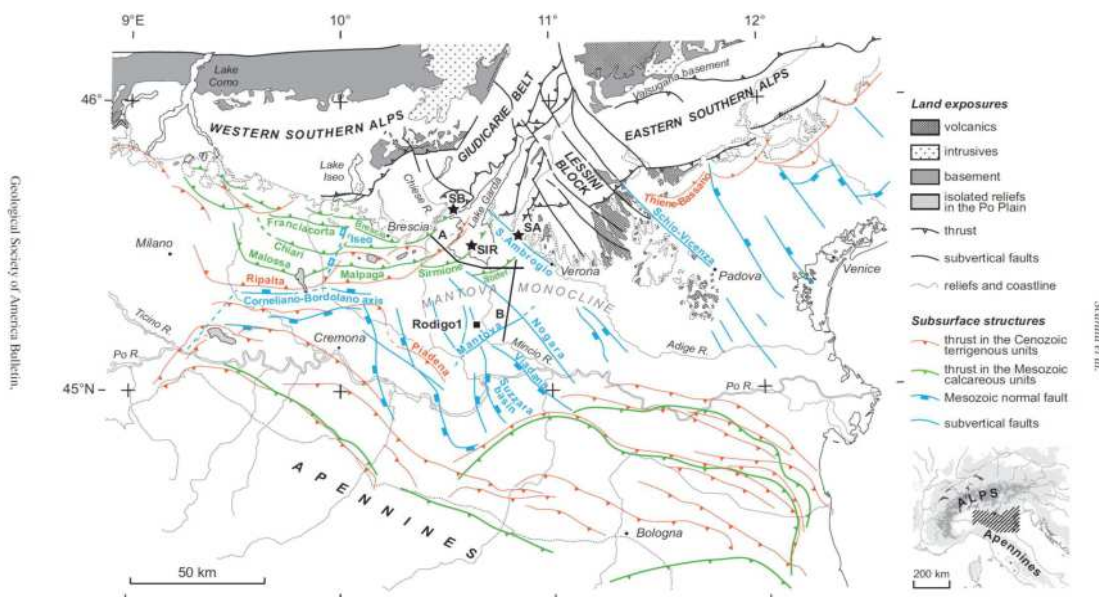 9°E
10°
11°
12°
46°
45°N
Lake
Como
WESTERN SOUTHERN ALPS
Lake
Iseo
GIUDICARIE BELT
Valsugana basement
EASTERN SOUTHERN ALPS
LESSINI
BLOCK
Thiene-Bassano
Schio-Vicenza
Chiese R.
Lake Garda
SB
SA
SIR
A
B
Brescia
Brescia
Franciacorta
Iseo
Chiari
Malossa
Malpaga
Sirmione
S.Ambrogio
Verona
Padova
Venice
Milano
Ripalta
Corneliano-Bordolano axis
MANTOVA MONOCLINE
Rodigo1
Mantova
Nogara
Mincio R.
Viadana
Suzzara
basin
Piadena
Cremona
Ticino R.
Po R.
Adige R.
Po R.
APENNINES
Bologna
50 km
Land exposures
volcanics
intrusives
basement
isolated reliefs
in the Po Plain
thrust
subvertical faults
reliefs and coastline
Subsurface structures
thrust in the Cenozoic
terrigenous units
thrust in the Mesozoic
calcareous units
Mesozoic normal fault
subvertical faults
ALPS
Apennines
200 km
Geological Society of America Bulletin,